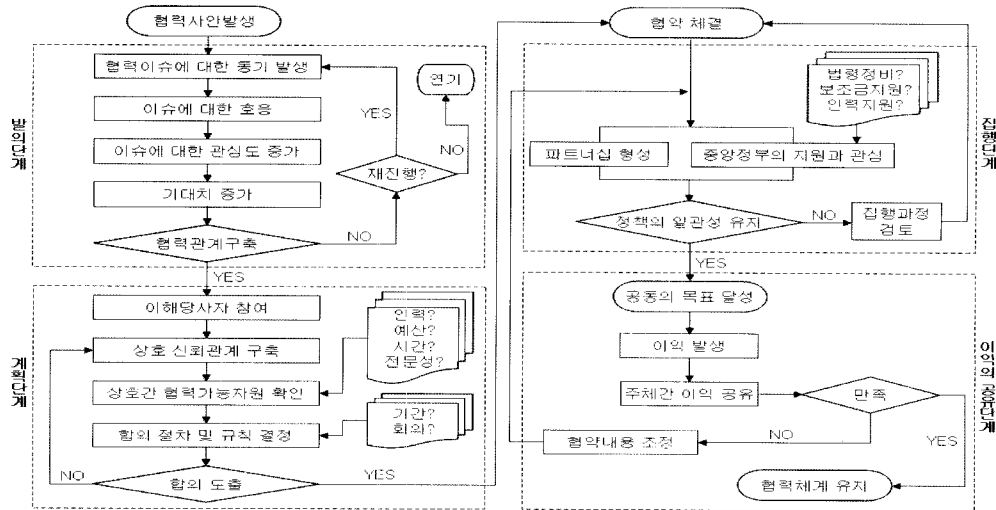 협력사안발생
발의단계
협력이슈에 대한 동기 발생
이슈에 대한 호응
이슈에 대한 관심도 증가
기대치 증가
협력관계구축
YES
재진행?
NO
연기
NO
YES
계획단계
이해당사자 참여
상호 신뢰관계 구축
상호간 협력가능자원 확인
합의 절차 및 규칙 결정
합의 도출
인력?
예산?
시간?
전문성?
기간?
회의?
NO
YES
협약 체결
집행단계
법령정비?
보조금지원?
인력지원?
파트너십 형성
중앙정부의 지원과 관심
정책의 일관성 유지
NO
집행과정
검토
YES
이익의 공유단계
공동의 목표 달성
이익 발생
주체간 이익 공유
만족
NO
YES
협약내용 조정
협력체계 유지